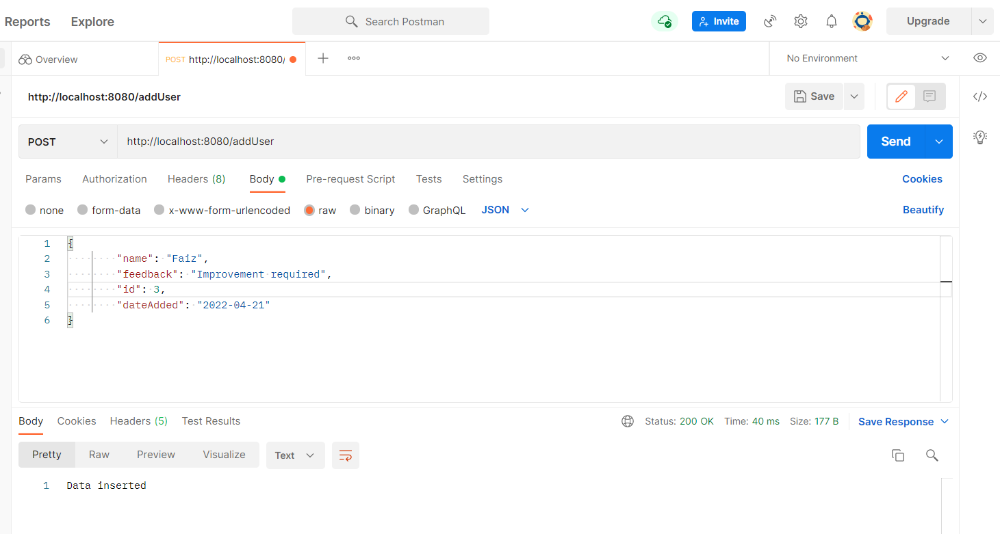 Reports Explore Search Postman Invite Upgrade
Overview POST http://localhost:8080/ No Environment
http://localhost:8080/addUser Save
POST http://localhost:8080/addUser Send
Params Authorization Headers (8) Body Pre-request Script Tests Settings Cookies
none form-data x-www-form-urlencoded raw binary GraphQL JSON Beautify
1 {
2 "name": "Faiz",
3 "feedback": "Improvement required",
4 "id": 3,
5 "dateAdded": "2022-04-21"
6 }
Body Cookies Headers (5) Test Results Status: 200 OK Time: 40 ms Size: 177 B Save Response
Pretty Raw Preview Visualize Text
1 Data inserted